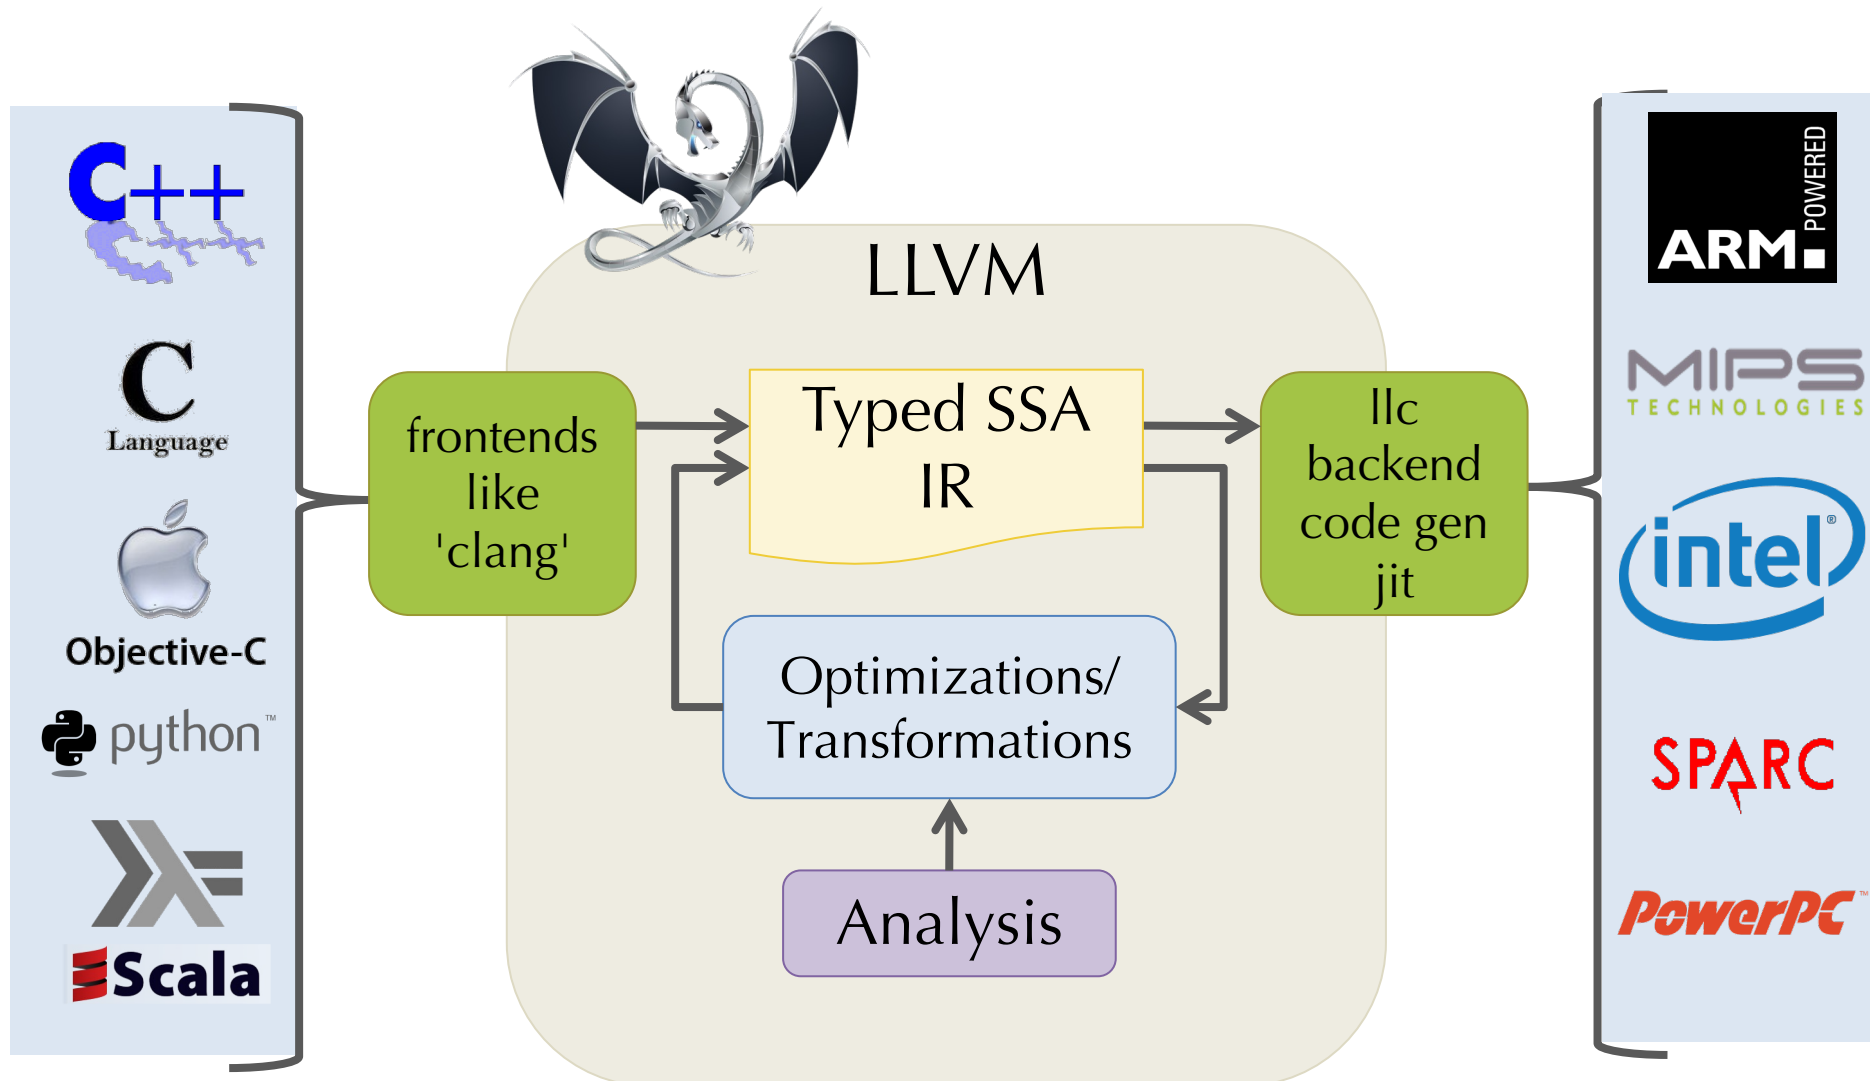 C++
C
Language
Objective-C
python™
Scala
frontends
like
'clang'
LLVM
Typed SSA
IR
Optimizations/
Transformations
Analysis
llc
backend
code gen
jit
ARM POWERED
MIPS
TECHNOLOGIES
intel®
SPARC
PowerPC™